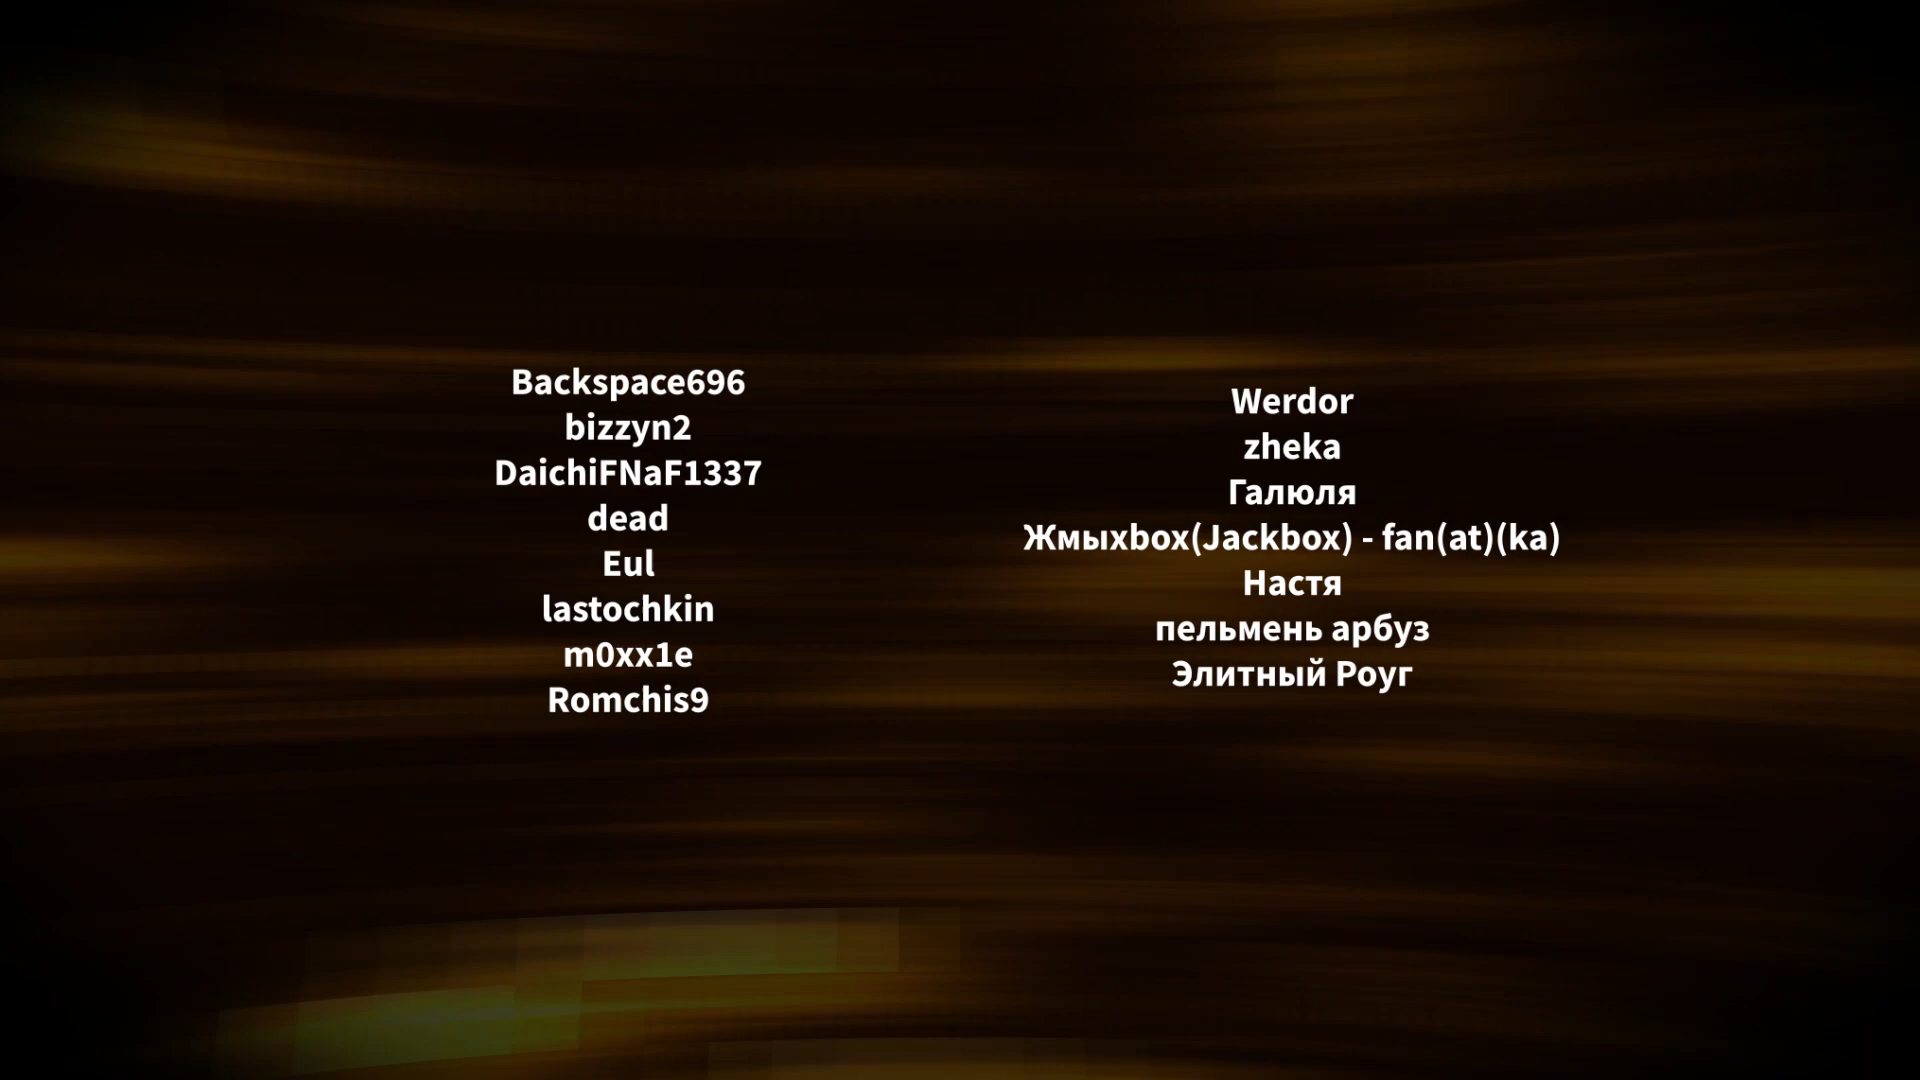 Backspace696
bizzyn2
DaichiFNaF1337
dead
Eul
lastochkin
m0xx1e
Romchis9
Werdor
zheka
Галюля
Жмыхbox(Jackbox) - fan(at)(ka)
Настя
пельмень арбуз
Элитный Роуг